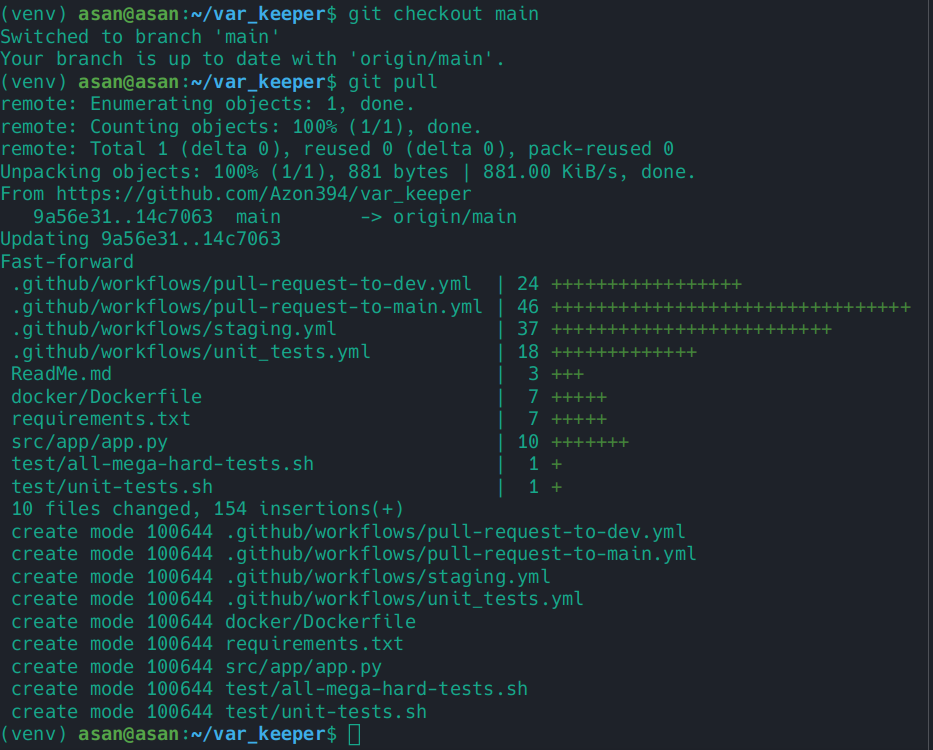 (venv) asan@asan:~/var_keeper$ git checkout main
Switched to branch 'main'
Your branch is up to date with 'origin/main'.
(venv) asan@asan:~/var_keeper$ git pull
remote: Enumerating objects: 1, done.
remote: Counting objects: 100% (1/1), done.
remote: Total 1 (delta 0), reused 0 (delta 0), pack-reused 0
Unpacking objects: 100% (1/1), 881 bytes | 881.00 KiB/s, done.
From https://github.com/Azon394/var_keeper
   9a56e31..14c7063  main       -> origin/main
Updating 9a56e31..14c7063
Fast-forward
 .github/workflows/pull-request-to-dev.yml  | 24 +++++++++++++++++
 .github/workflows/pull-request-to-main.yml | 46 ++++++++++++++++++++++++++++++++
 .github/workflows/staging.yml              | 37 +++++++++++++++++++++++++
 .github/workflows/unit_tests.yml           | 18 +++++++++++++
 ReadMe.md                                  |  3 +++
 docker/Dockerfile                          |  7 +++++
 requirements.txt                           |  7 +++++
 src/app/app.py                             | 10 +++++++
 test/all-mega-hard-tests.sh                |  1 +
 test/unit-tests.sh                         |  1 +
 10 files changed, 154 insertions(+)
 create mode 100644 .github/workflows/pull-request-to-dev.yml
 create mode 100644 .github/workflows/pull-request-to-main.yml
 create mode 100644 .github/workflows/staging.yml
 create mode 100644 .github/workflows/unit_tests.yml
 create mode 100644 docker/Dockerfile
 create mode 100644 requirements.txt
 create mode 100644 src/app/app.py
 create mode 100644 test/all-mega-hard-tests.sh
 create mode 100644 test/unit-tests.sh
(venv) asan@asan:~/var_keeper$